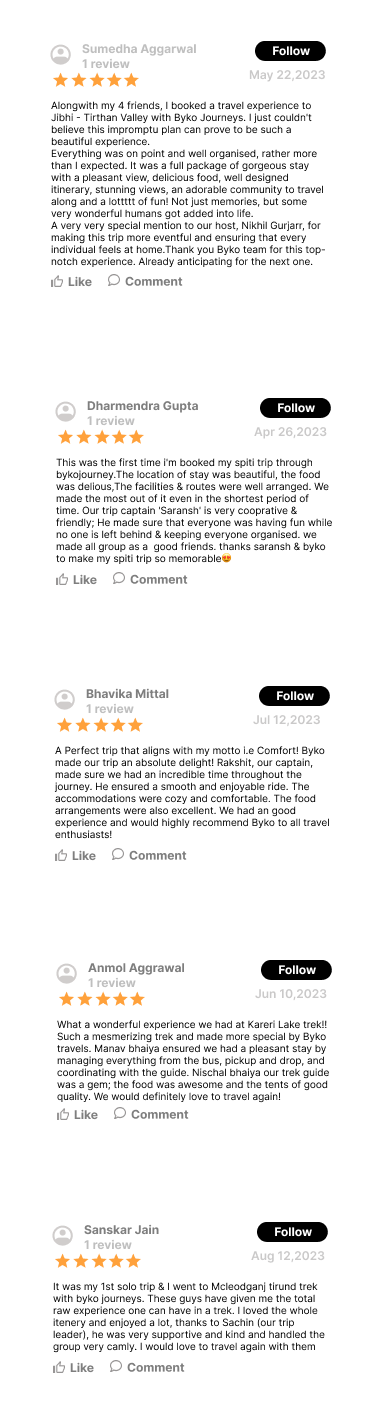 Sumedha Aggarwal
Follow
1 review
May 22,2023
Alongwith my 4 friends, I booked a travel experience to
Jibhi - Tirthan Valley with Byko Journeys. I just couldn't
believe this impromptu plan can prove to be such a
beautiful experience.
Everything was on point and well organised, rather more
than I expected. It was a full package of gorgeous stay
with a pleasant view, delicious food, well designed
itinerary, stunning views, an adorable community to travel
along and a lottttt of fun! Not just memories, but some
very wonderful humans got added into life.
A very very special mention to our host, Nikhil Gurjarr, for
making this trip more eventful and ensuring that every
individual feels at home.Thank you Byko team for this top-
notch experience. Already anticipating for the next one.
Like Comment
Dharmendra Gupta
Follow
1 review
Apr 26,2023
This was the first time i'm booked my spiti trip through
bykojourney.The location of stay was beautiful, the food
was delious,The facilities & routes were well arranged. We
made the most out of it even in the shortest period of
time. Our trip captain 'Saransh' is very cooprative &
friendly; He made sure that everyone was having fun while
no one is left behind & keeping everyone organised. we
made all group as a  good friends. thanks saransh & byko
to make my spiti trip so memorable😍
Like Comment
Bhavika Mittal
Follow
1 review
Jul 12,2023
A Perfect trip that aligns with my motto i.e Comfort! Byko
made our trip an absolute delight! Rakshit, our captain,
made sure we had an incredible time throughout the
journey. He ensured a smooth and enjoyable ride. The
accommodations were cozy and comfortable. The food
arrangements were also excellent. We had an good
experience and would highly recommend Byko to all travel
enthusiasts!
Like Comment
Anmol Aggrawal
Follow
1 review
Jun 10,2023
What a wonderful experience we had at Kareri Lake trek!!
Such a mesmerizing trek and made more special by Byko
travels. Manav bhaiya ensured we had a pleasant stay by
managing everything from the bus, pickup and drop, and
coordinating with the guide. Nischal bhaiya our trek guide
was a gem; the food was awesome and the tents of good
quality. We would definitely love to travel again!
Like Comment
Sanskar Jain
Follow
1 review
Aug 12,2023
It was my 1st solo trip & I went to Mcleodganj tirund trek
with byko journeys. These guys have given me the total
raw experience one can have in a trek. I loved the whole
itenery and enjoyed a lot, thanks to Sachin (our trip
leader), he was very supportive and kind and handled the
group very camly. I would love to travel again with them
Like Comment